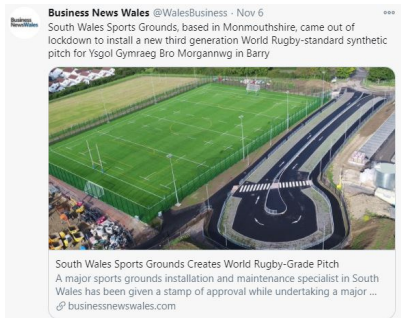 Business
NewsWales
Business News Wales @WalesBusiness · Nov 6
South Wales Sports Grounds, based in Monmouthshire, came out of
lockdown to install a new third generation World Rugby-standard synthetic
pitch for Ysgol Gymraeg Bro Morgannwg in Barry
South Wales Sports Grounds Creates World Rugby-Grade Pitch
A major sports grounds installation and maintenance specialist in South
Wales has been given a stamp of approval while undertaking a major ...
businessnewswales.com